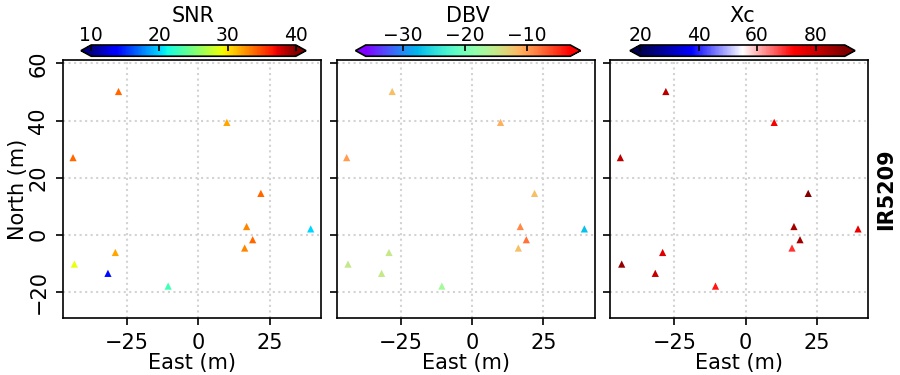 SNR DBV Xc
10 20 30 40 −30 −20 −10 20 40 60 80
60
40
20
0
−20
North (m)
IR5209
−25 0 25 −25 0 25 −25 0 25
East (m) East (m) East (m)